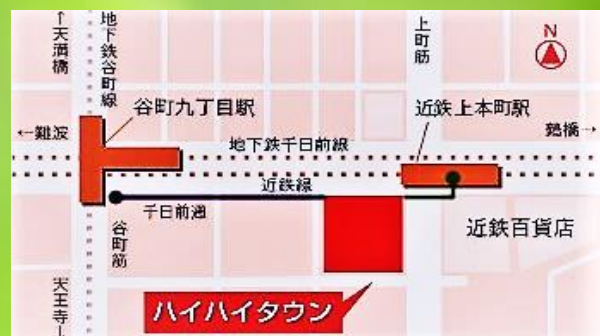 ↑天満橋
地下鉄谷町線
上町筋
N
谷町九丁目駅
近鉄上本町駅
←難波
地下鉄千日前線
鶴橋→
近鉄線
千日前通
谷町筋
近鉄百貨店
天王寺↓
ハイハイタウン